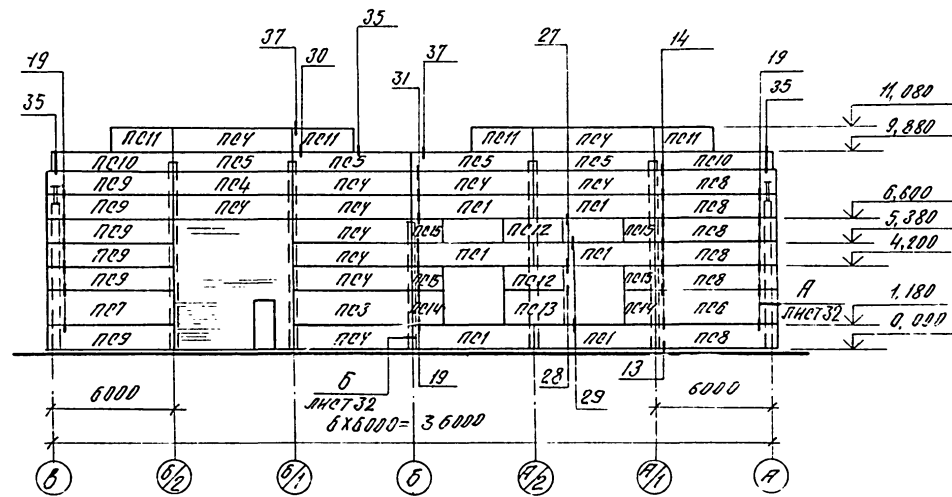 35
37 27 14
30 37 19
19 31 35
35
11,080
9,880
6,600
5,380
4,200
1,180
0,000
ПС11 ПС4 ПС11 ПС11 ПС4 ПС11
ПС10 ПС5 ПС5 ПС5 ПС5 ПС10
ПС9 ПС4 ПС4 ПС4 ПС4 ПС8
ПС9 ПС4 ПС4 ПС1 ПС1 ПС8
ПС9 ПС4 ПС15 ПС12 ПС15 ПС8
ПС9 ПС4 ПС1 ПС1 ПС8
ПС9 ПС4 ПС15 ПС12 ПС15 ПС8
ПС7 ПС3 ПС14 ПС13 ПС14 ПС6
ПС9 ПС4 ПС1 ПС1 ПС8
А
ЛИСТ 32
Б
ЛИСТ 32
19 28 29 13
6000 6000
6X6000= 36000
В Б/2 Б/1 Б А/2 А/1 А